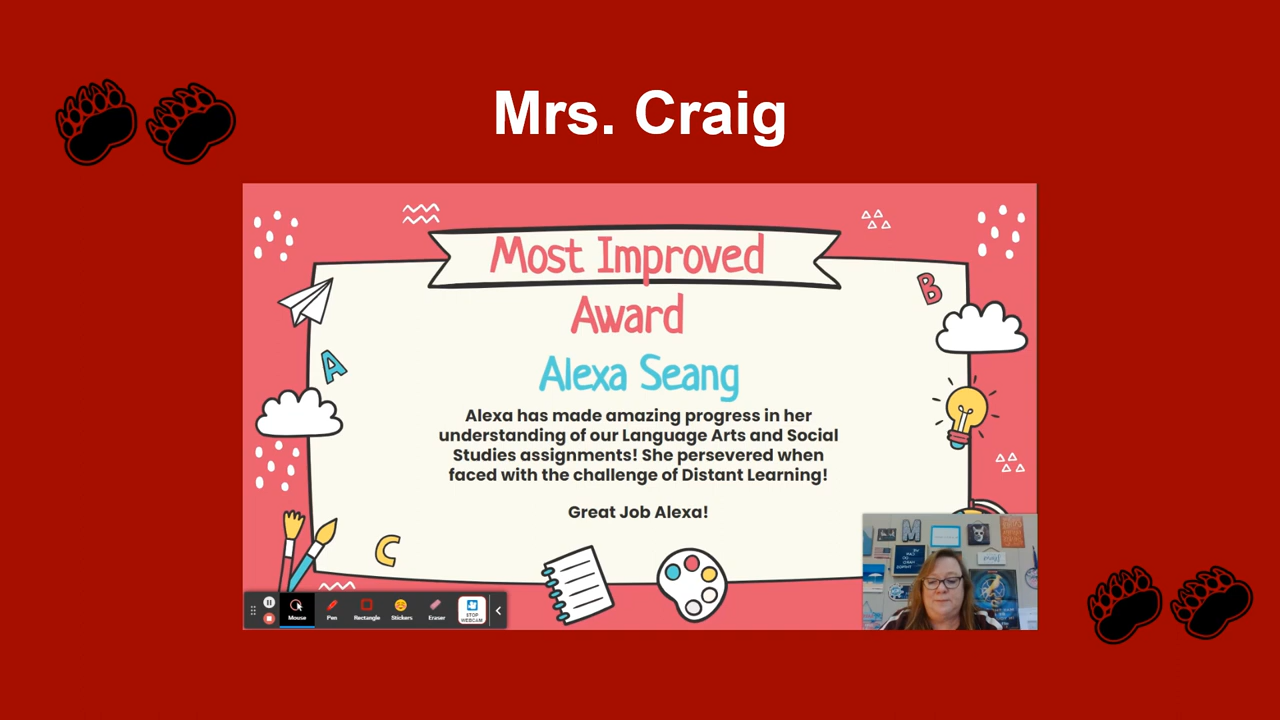 Mrs. Craig
Most Improved
Award
Alexa Seang
Alexa has made amazing progress in her
understanding of our Language Arts and Social
Studies assignments! She persevered when
faced with the challenge of Distant Learning!
Great Job Alexa!
B
A
C
M
Mouse
Pen
Rectangle
Stickers
Eraser
STOP
WEBCAM